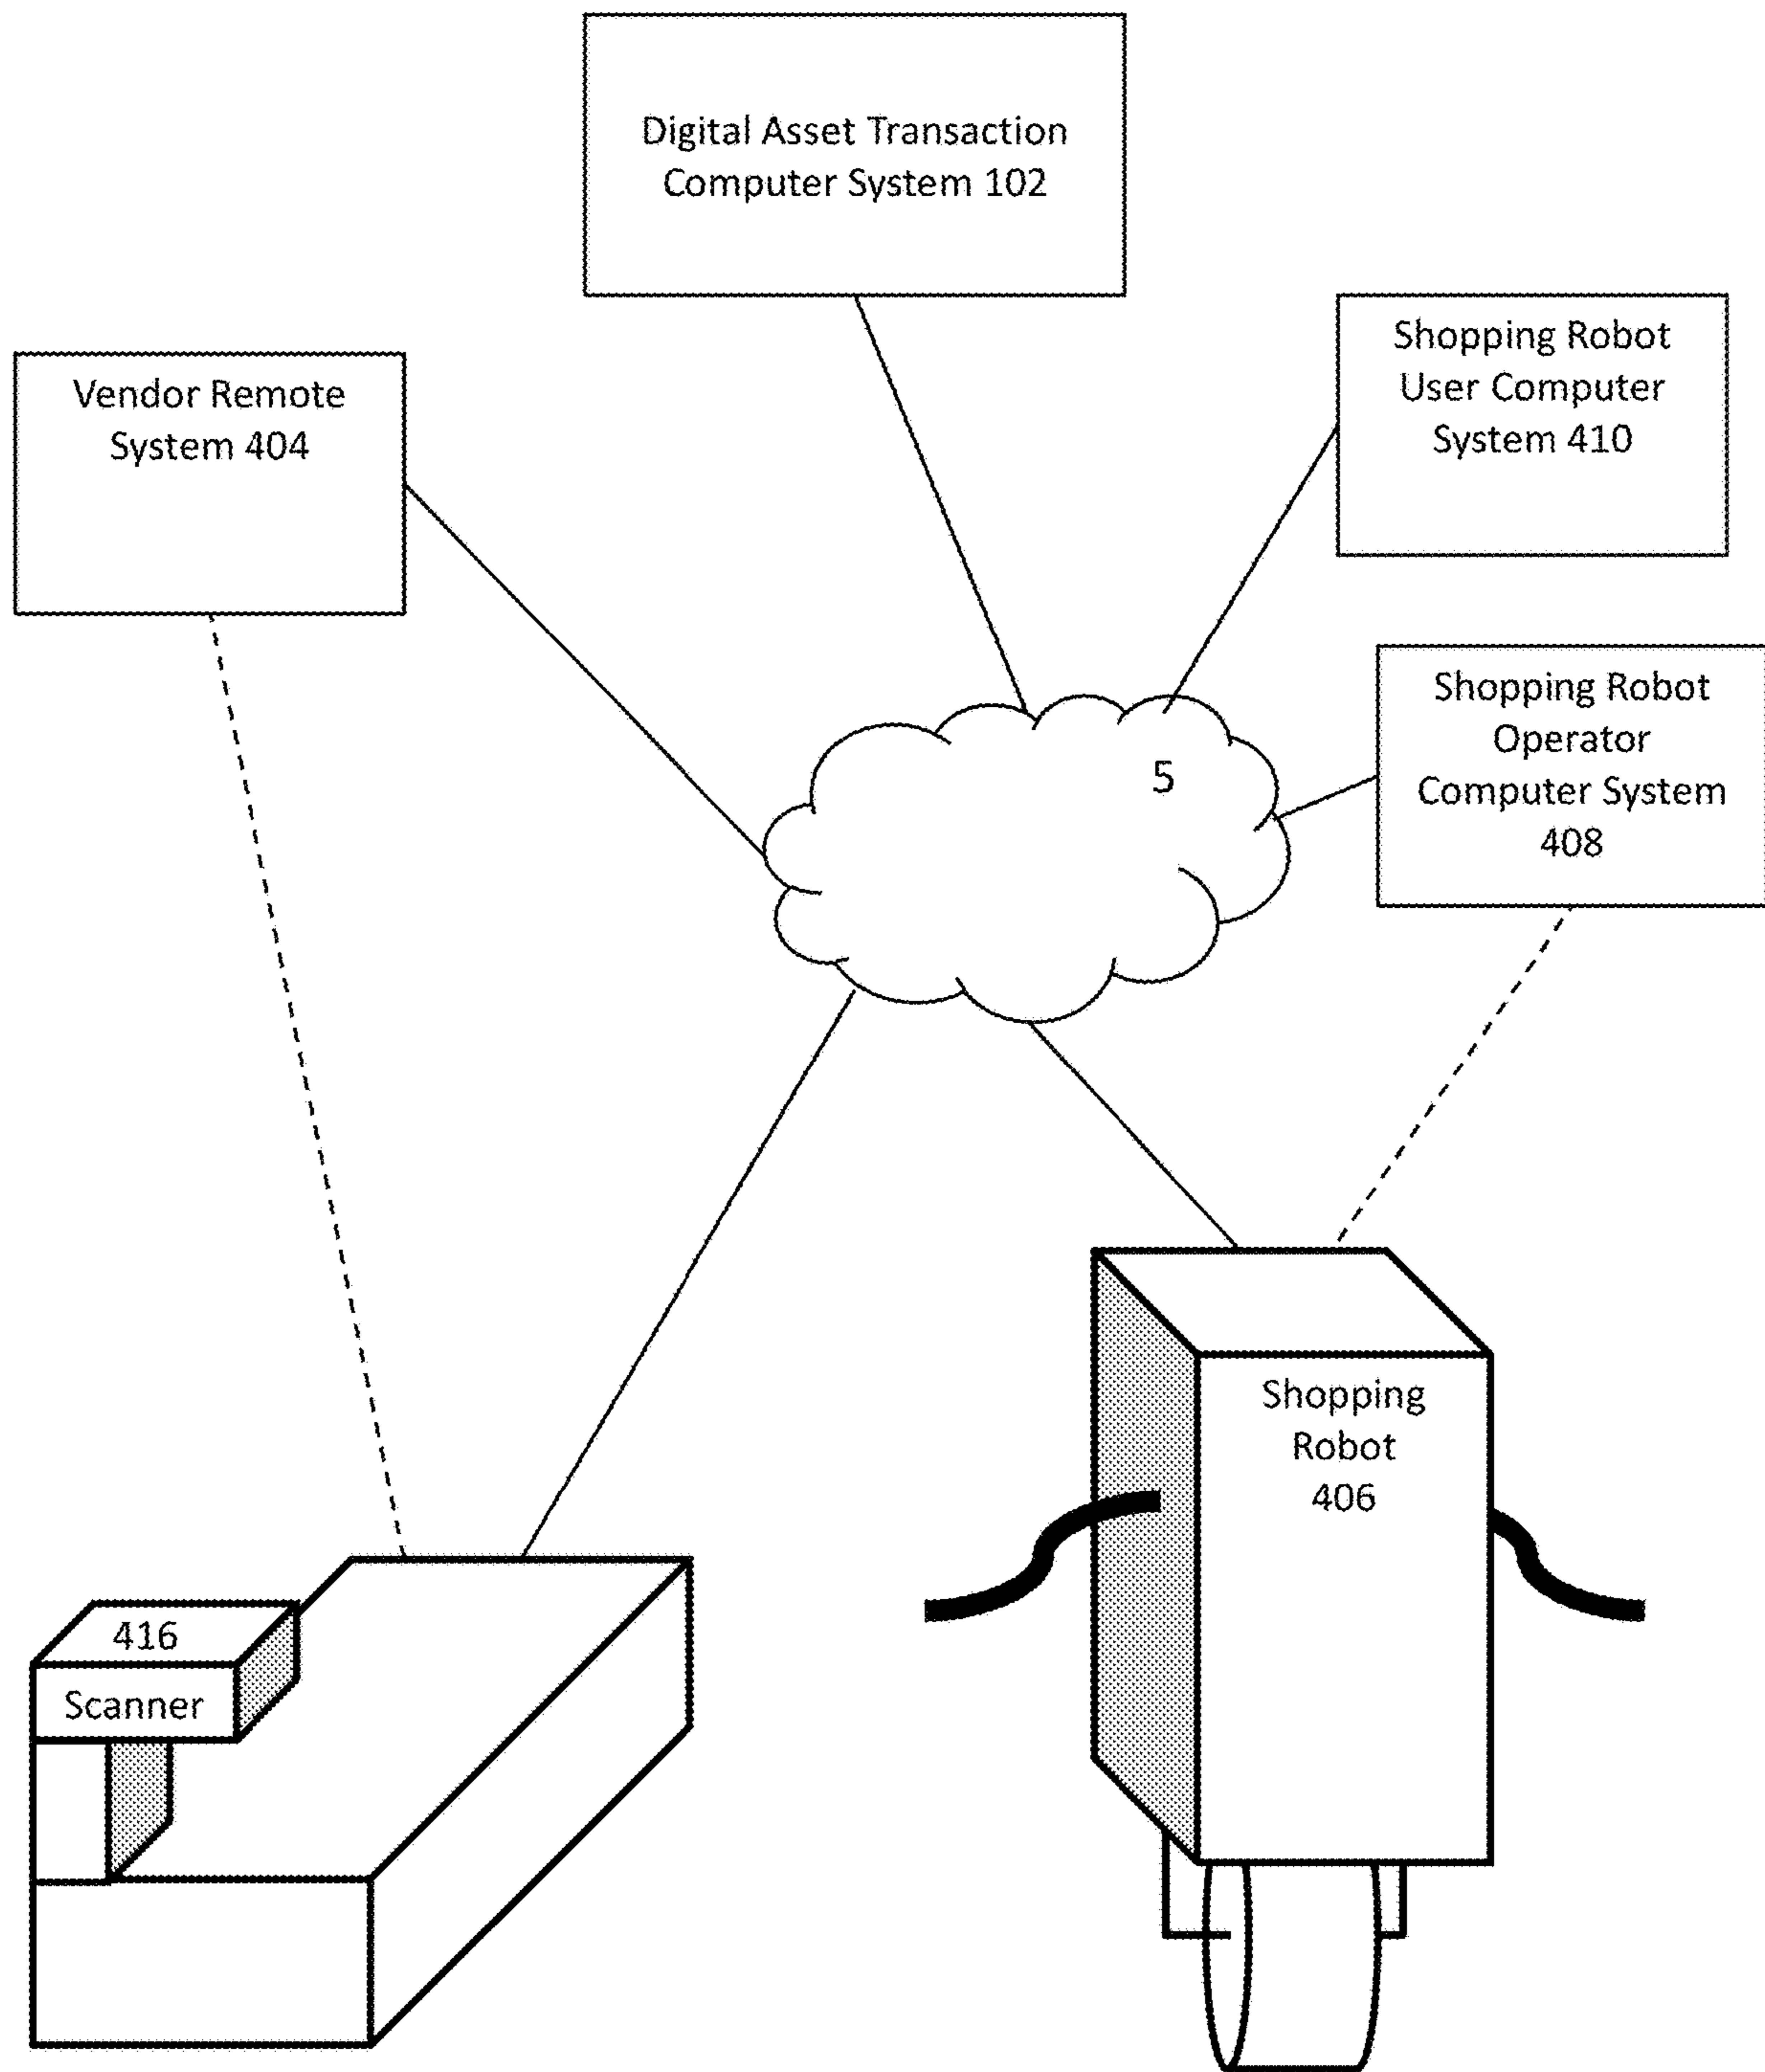 Digital Asset Transaction
Computer System 102
Shopping Robot
User Computer
System 410
Vendor Remote
System 404
Shopping Robot
Operator
Computer System
408
5
Shopping
Robot
406
416
Scanner